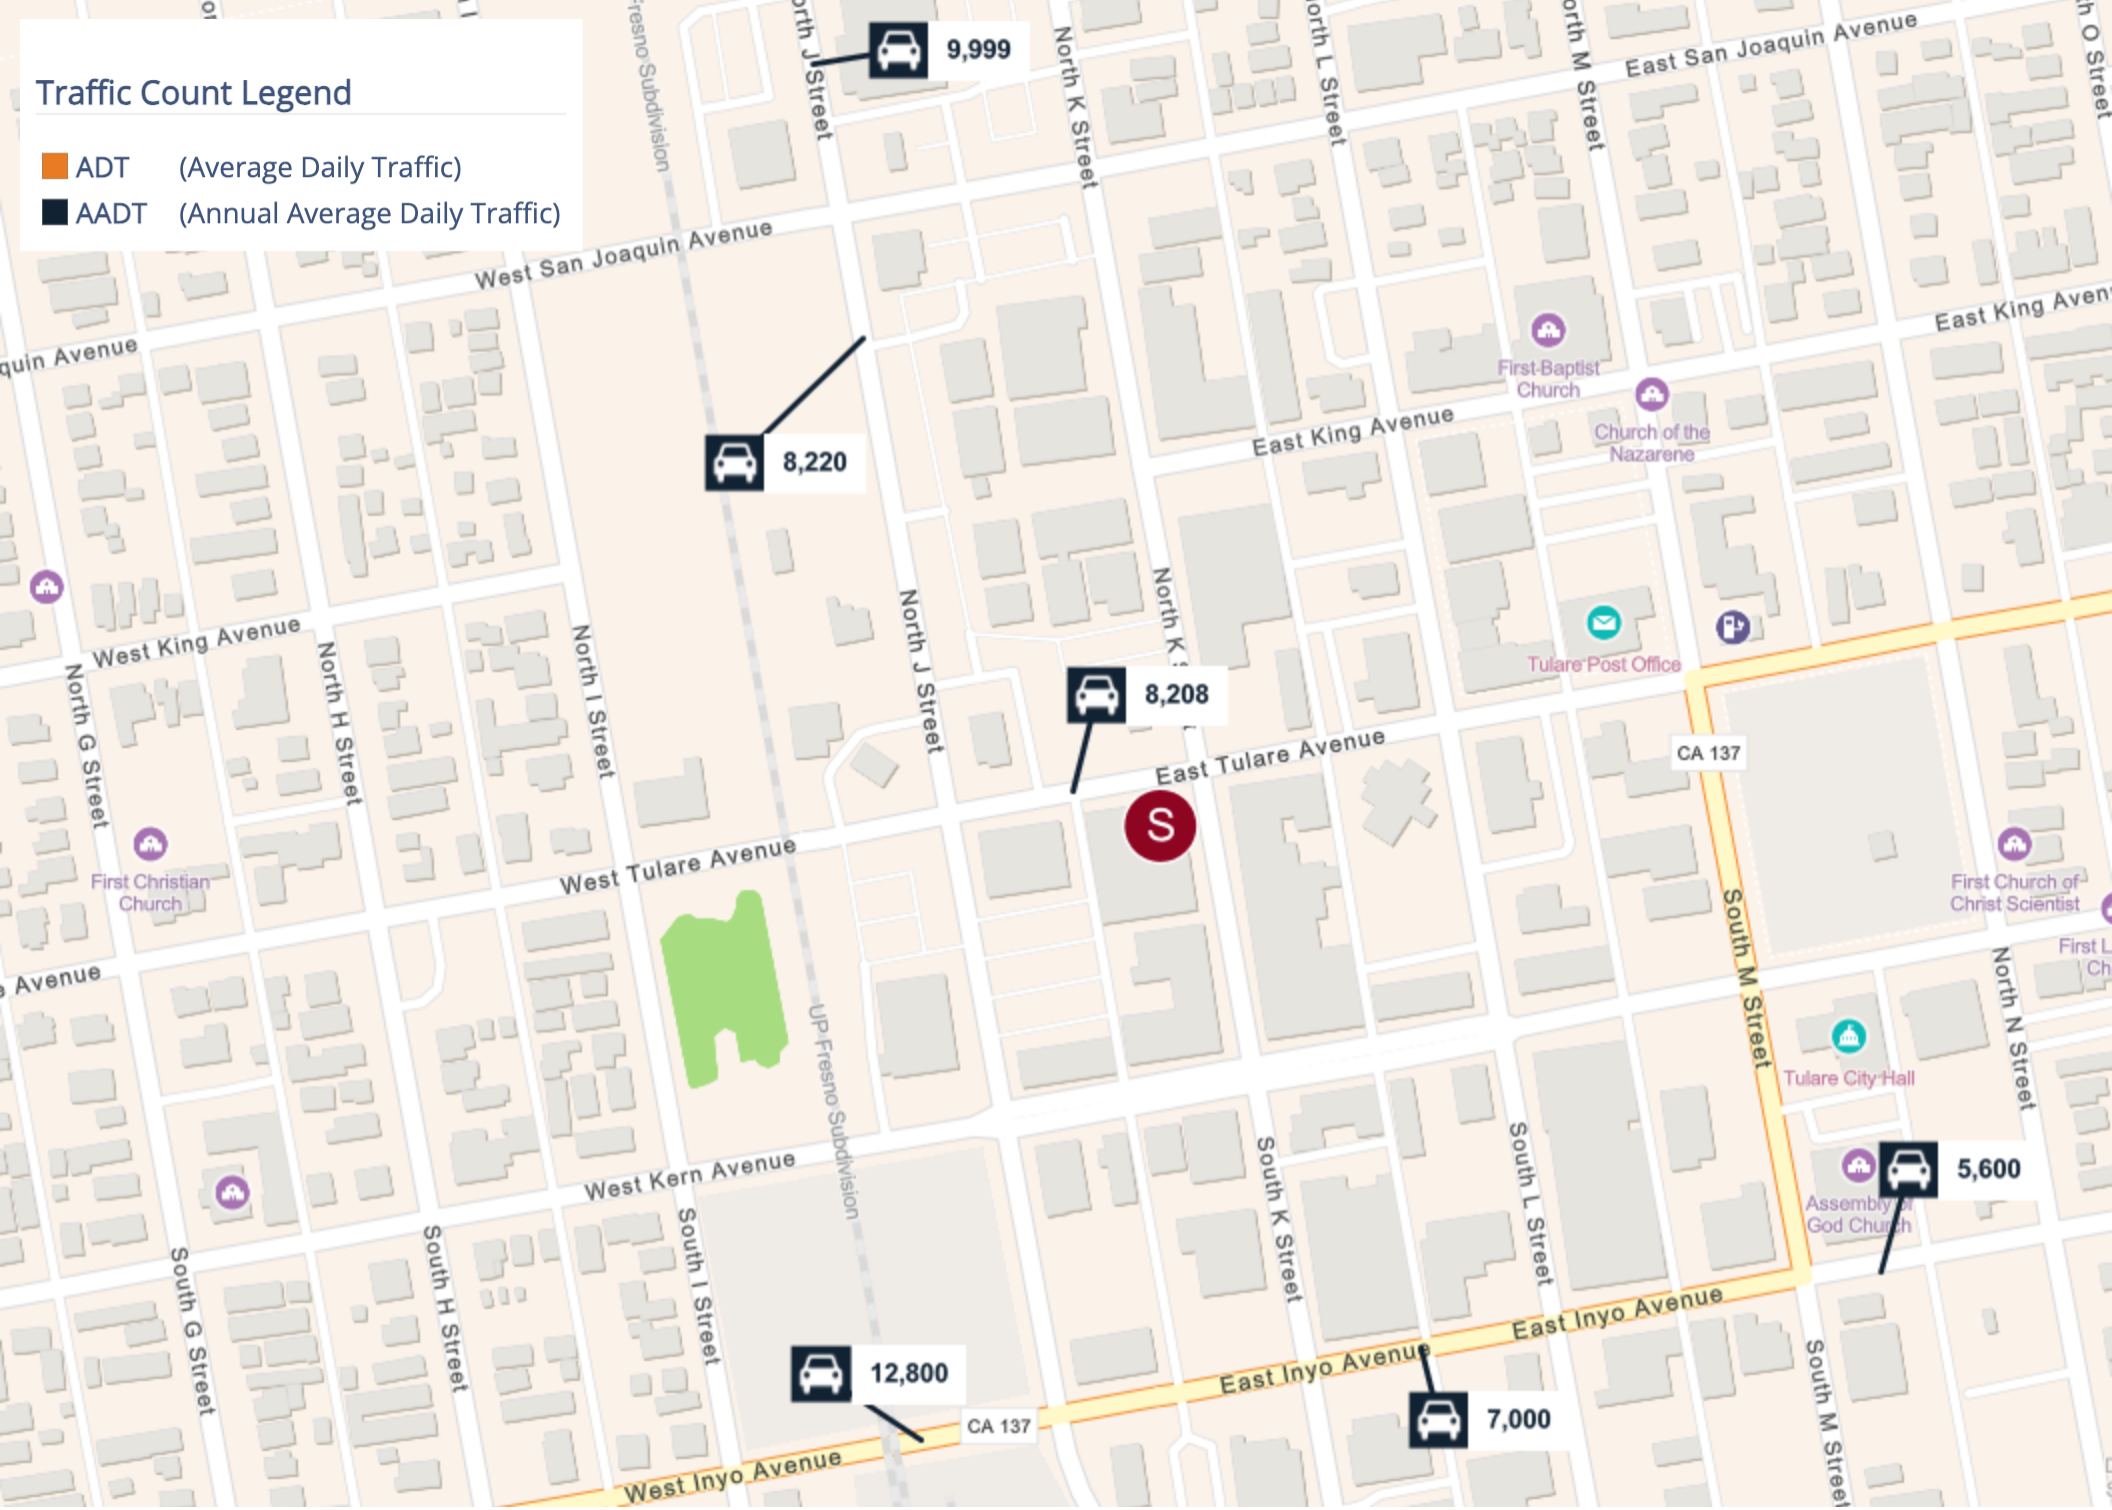 Traffic Count Legend
ADT (Average Daily Traffic)
AADT (Annual Average Daily Traffic)
9,999
North K Street
East San Joaquin Avenue
Fresno Subdivision
J Street
L Street
M Street
O Street
West San Joaquin Avenue
Avenue
East King
First Baptist
Church
East King Avenue
Church of the
Nazarene
8,220
West King Avenue
North G Street
North H Street
North I Street
North J Street
North K
8,208
Tulare Post Office
East Tulare Avenue
CA 137
S
West Tulare Avenue
First Christian
Church
First Church of
Christ Scientist
First
Avenue
South M Street
North N Street
UP Fresno Subdivision
Tulare City Hall
West Kern Avenue
5,600
Assembly of
God Church
South G Street
South H Street
South I Street
South K Street
South L Street
East Inyo Avenue
12,800
East Inyo Avenue
CA 137
7,000
West Inyo Avenue
South M Street